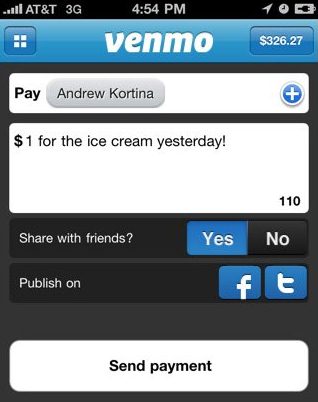 AT&T 3G 4:54 PM
venmo $326.27
Pay Andrew Kortina
$1 for the ice cream yesterday!
110
Share with friends? Yes No
Publish on f t
Send payment